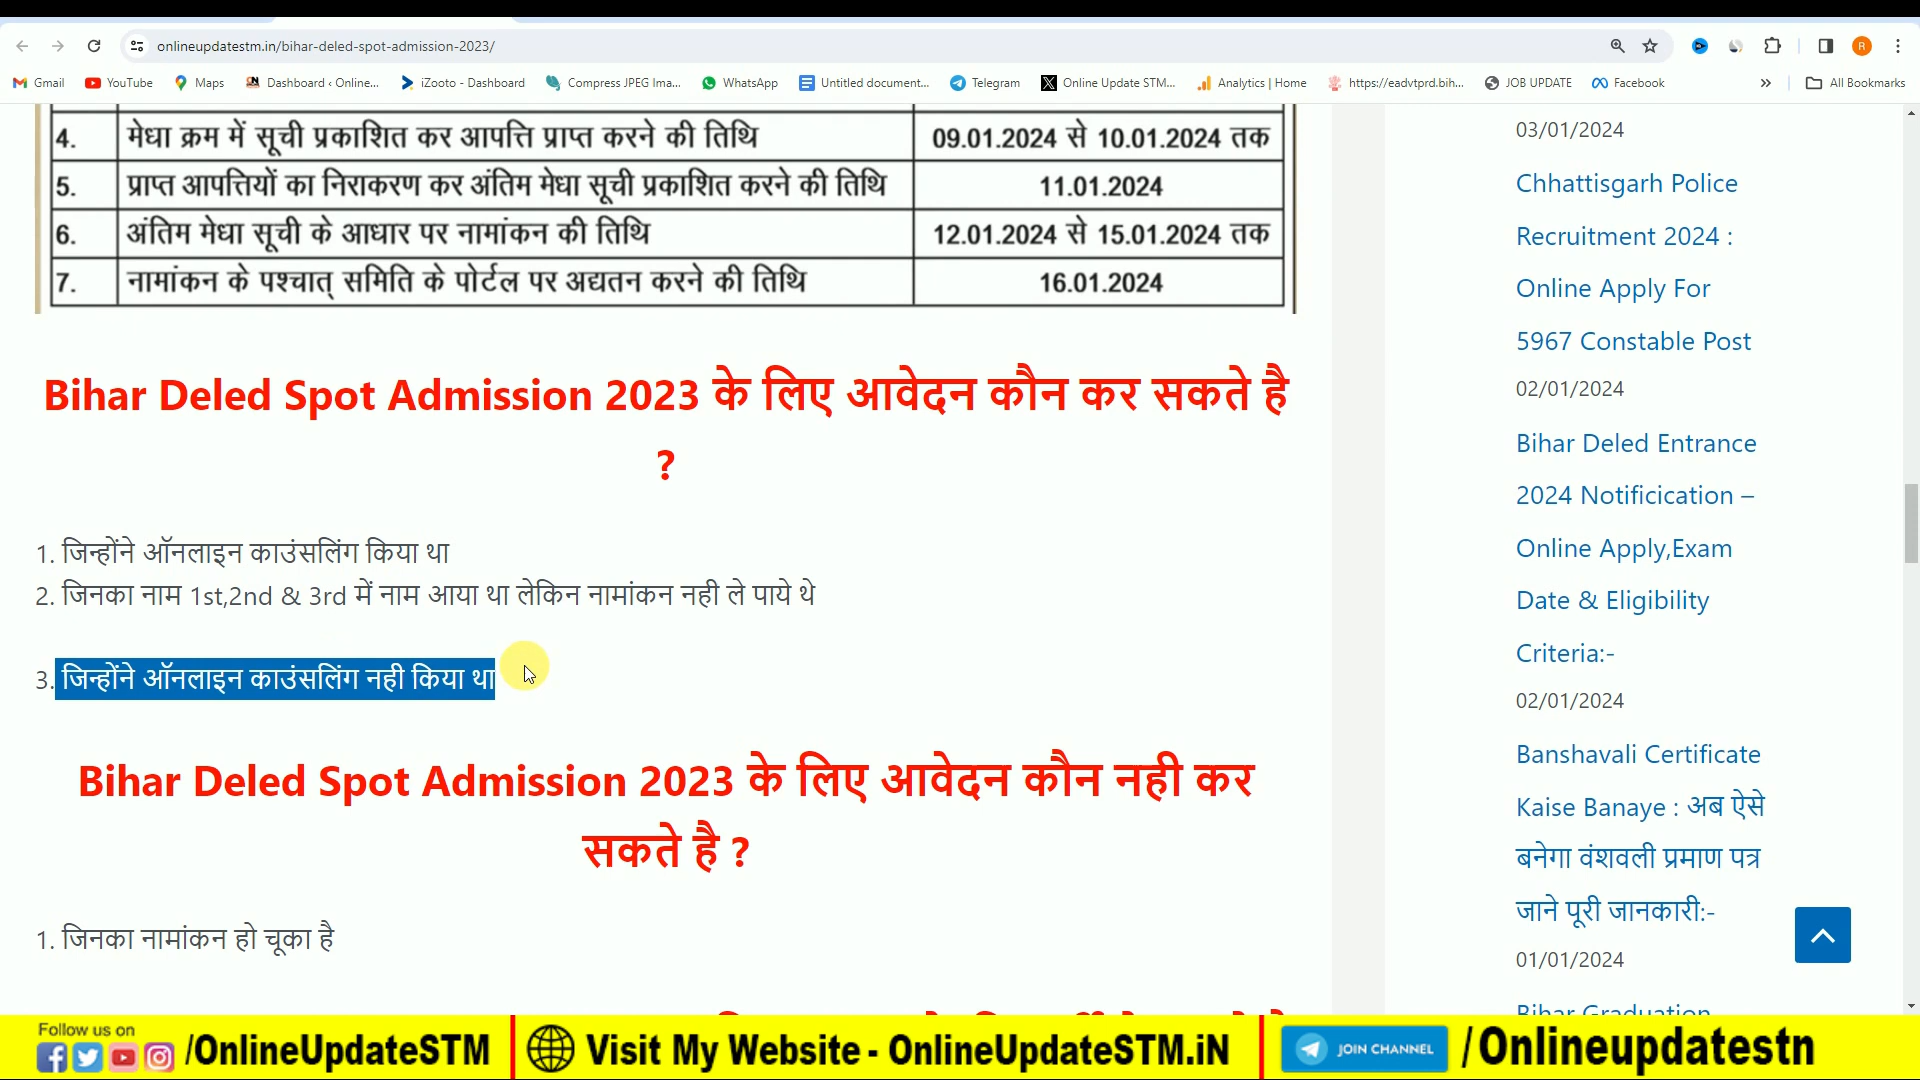 onlineupdatestm.in/bihar-deled-spot-admission-2023/
R
Gmail YouTube Maps Dashboard ‹ Online... iZooto - Dashboard Compress JPEG Ima... WhatsApp Untitled document... Telegram Online Update STM... Analytics | Home https://eadvtprd.bih... JOB UPDATE Facebook » All Bookmarks
4. मेधा क्रम में सूची प्रकाशित कर आपत्ति प्राप्त करने की तिथि 09.01.2024 से 10.01.2024 तक
5. प्राप्त आपत्तियों का निराकरण कर अंतिम मेधा सूची प्रकाशित करने की तिथि 11.01.2024
6. अंतिम मेधा सूची के आधार पर नामांकन की तिथि 12.01.2024 से 15.01.2024 तक
7. नामांकन के पश्चात् समिति के पोर्टल पर अद्यतन करने की तिथि 16.01.2024
Bihar Deled Spot Admission 2023 के लिए आवेदन कौन कर सकते है
?
1. जिन्होंने ऑनलाइन काउंसलिंग किया था
2. जिनका नाम 1st,2nd & 3rd में नाम आया था लेकिन नामांकन नही ले पाये थे
3. जिन्होंने ऑनलाइन काउंसलिंग नही किया था
Bihar Deled Spot Admission 2023 के लिए आवेदन कौन नही कर
सकते है ?
1. जिनका नामांकन हो चूका है
03/01/2024
Chhattisgarh Police
Recruitment 2024 :
Online Apply For
5967 Constable Post
02/01/2024
Bihar Deled Entrance
2024 Notificication –
Online Apply,Exam
Date & Eligibility
Criteria:-
02/01/2024
Banshavali Certificate
Kaise Banaye : अब ऐसे
बनेगा वंशवली प्रमाण पत्र
जाने पूरी जानकारी:-
01/01/2024
Bihar Graduation
Follow us on
/OnlineUpdateSTM
Visit My Website - OnlineUpdateSTM.iN
JOIN CHANNEL
/Onlineupdatestn